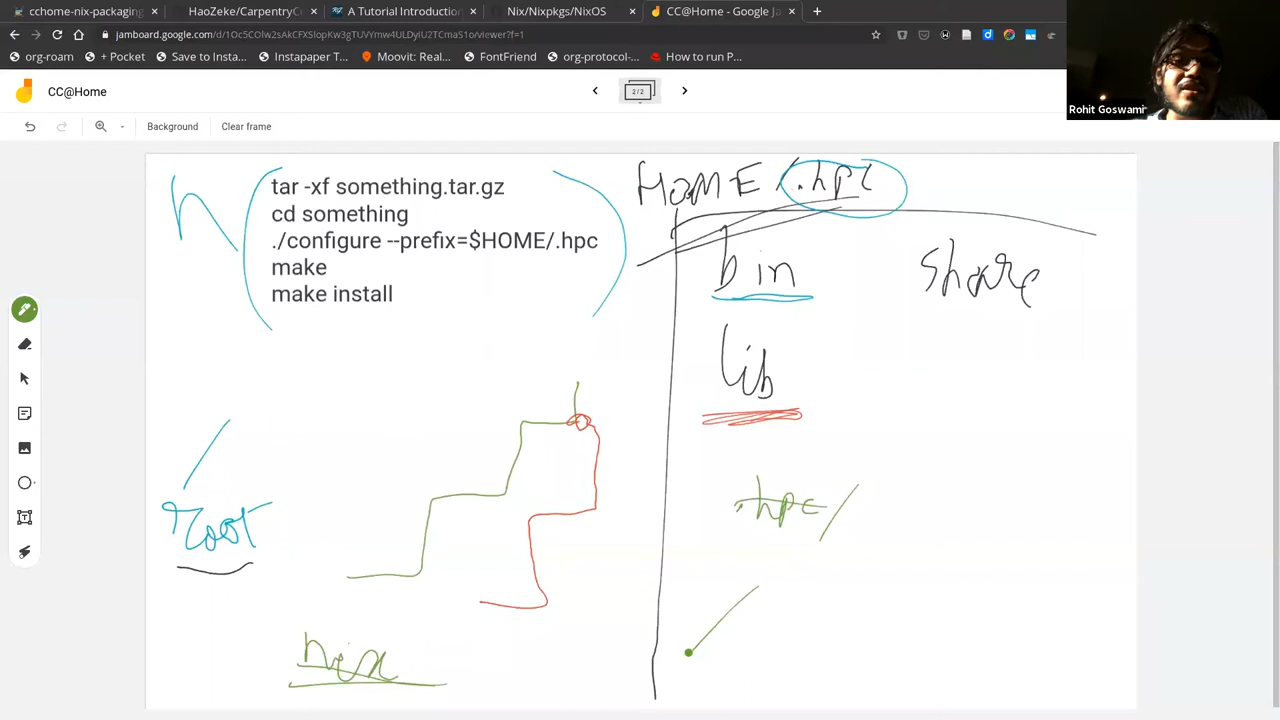 cchome-nix-packaging
HaoZeke/CarpentryC
A Tutorial Introduction
Nix/Nixpkgs/NixOS
CC@Home - Google Ja
jamboard.google.com/d/1Oc5COlw2sAkCFXSIopKw3gTUVYmw4ULDyiU2TCmaS1o/viewer?f=1
org-roam
+ Pocket
Save to Insta...
Instapaper T...
Moovit: Real...
FontFriend
org-protocol-...
How to run P...
Rohit Goswami
CC@Home
2/2
Background
Clear frame
n
tar -xf something.tar.gz
cd something
./configure --prefix=$HOME/.hpc
make
make install
HOME/.hpc
bin
share
lib
.hpc/
/
root
nix